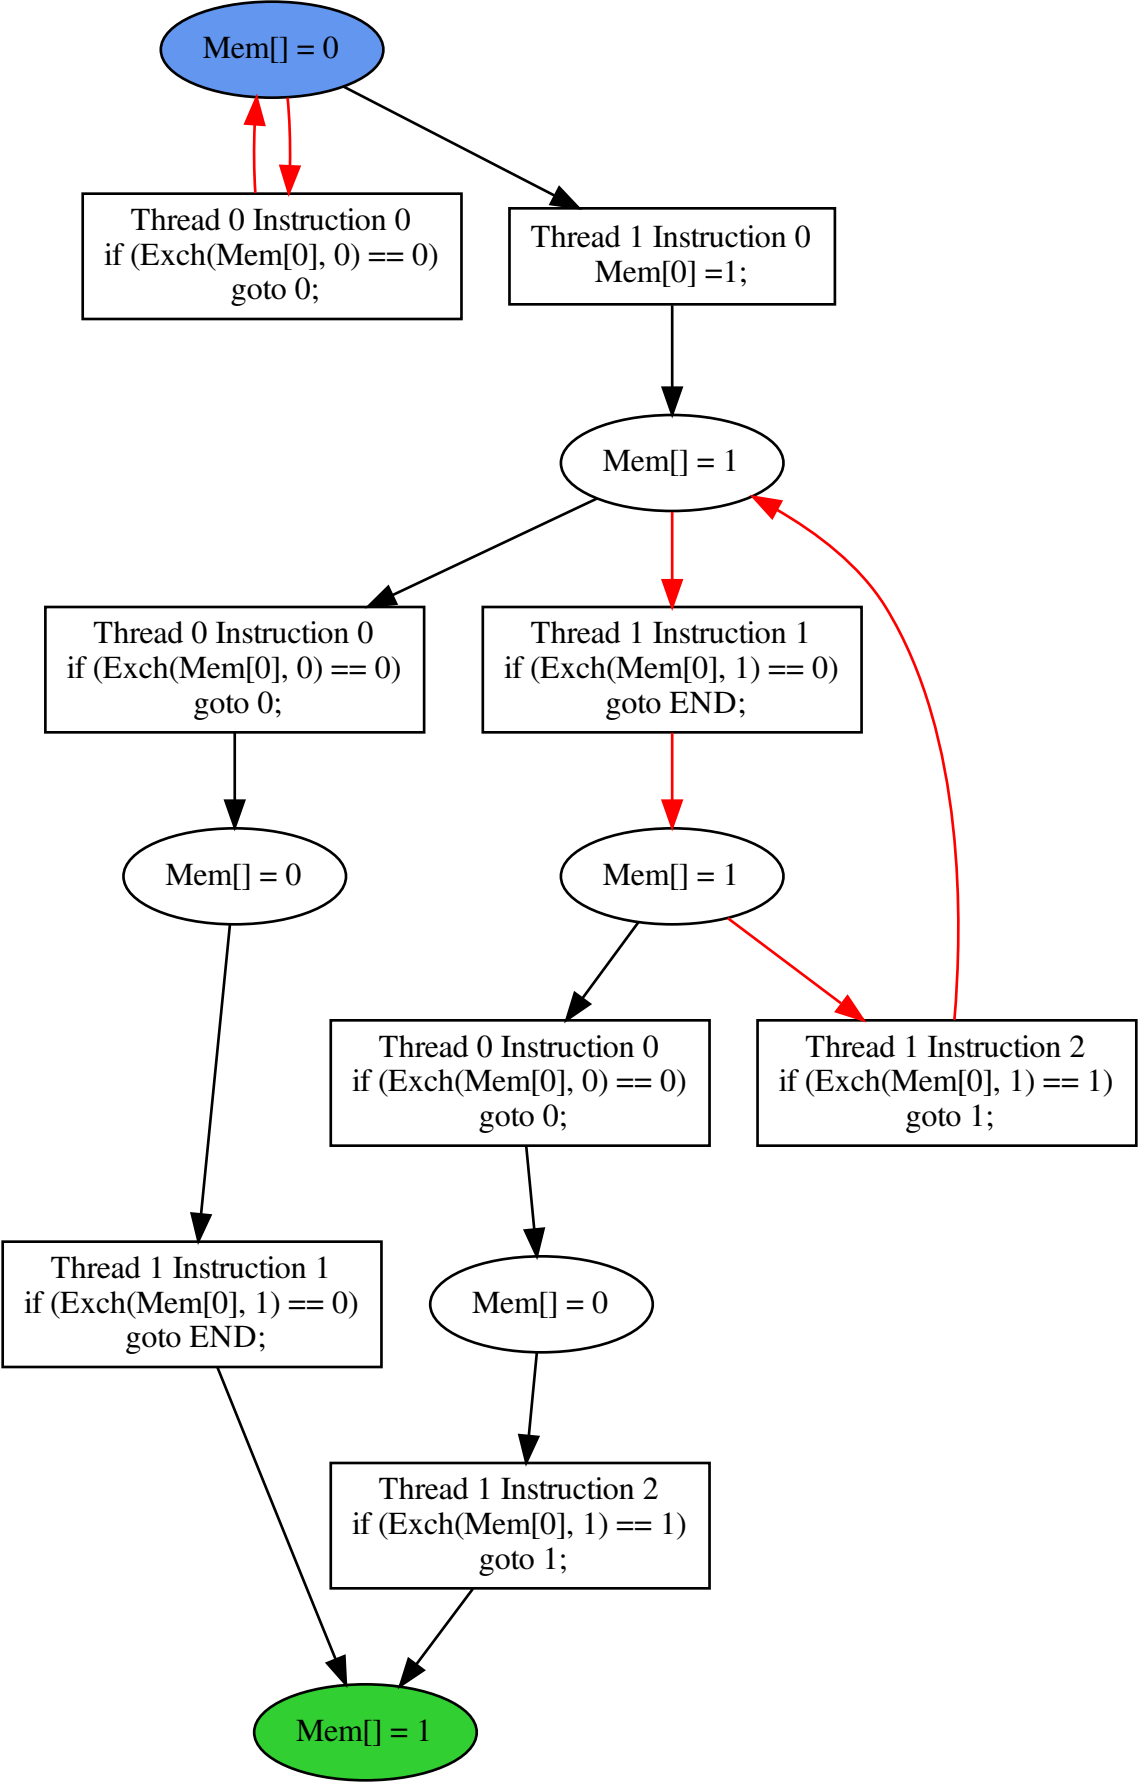 Mem[] = 0
Thread 0 Instruction 0
if (Exch(Mem[0], 0) == 0)
goto 0;
Thread 1 Instruction 0
Mem[0] =1;
Mem[] = 1
Thread 0 Instruction 0
if (Exch(Mem[0], 0) == 0)
goto 0;
Thread 1 Instruction 1
if (Exch(Mem[0], 1) == 0)
goto END;
Mem[] = 0
Mem[] = 1
Thread 0 Instruction 0
if (Exch(Mem[0], 0) == 0)
goto 0;
Thread 1 Instruction 2
if (Exch(Mem[0], 1) == 1)
goto 1;
Thread 1 Instruction 1
if (Exch(Mem[0], 1) == 0)
goto END;
Mem[] = 0
Thread 1 Instruction 2
if (Exch(Mem[0], 1) == 1)
goto 1;
Mem[] = 1